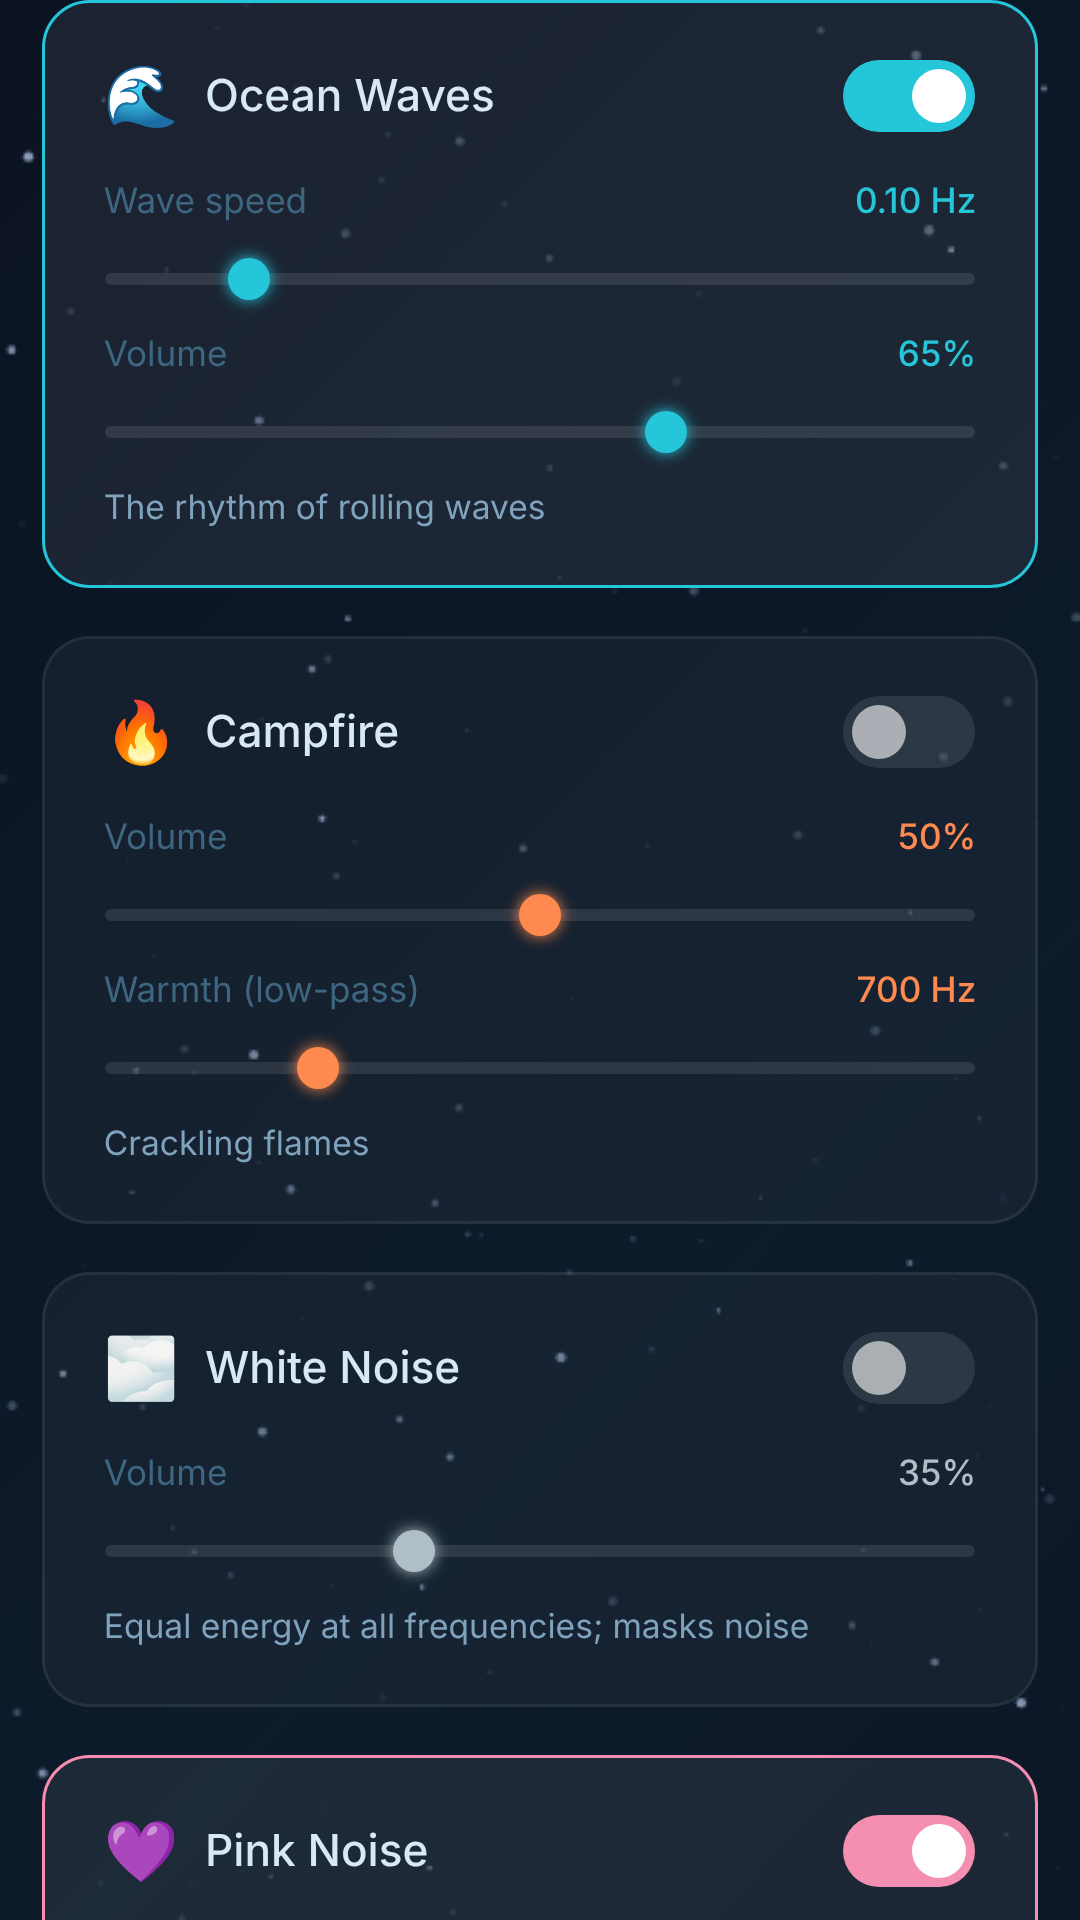 Ocean Waves
Wave speed 0.10 Hz
Volume 65%
The rhythm of rolling waves
Campfire
Volume 50%
Warmth (low-pass) 700 Hz
Crackling flames
White Noise
Volume 35%
Equal energy at all frequencies; masks noise
Pink Noise